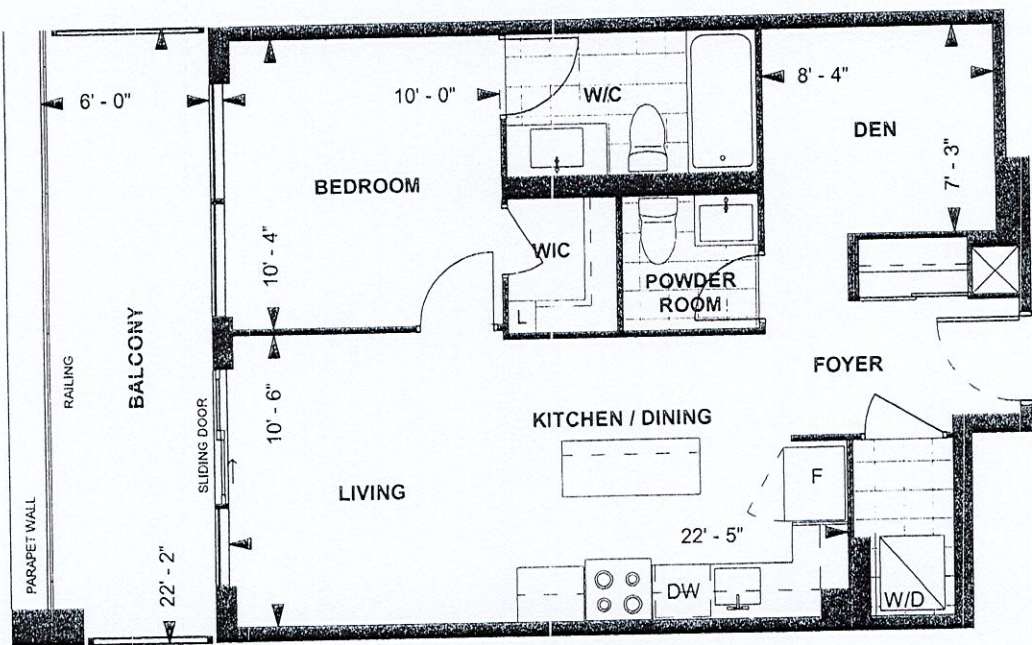 6' - 0"
10' - 0"
W/C
8' - 4"
DEN
7' - 3"
BEDROOM
10' - 4"
WIC
L
POWDER
ROOM
BALCONY
RAILING
PARAPET WALL
22' - 2"
SLIDING DOOR
10' - 6"
LIVING
KITCHEN / DINING
FOYER
F
22' - 5"
DW
W/D